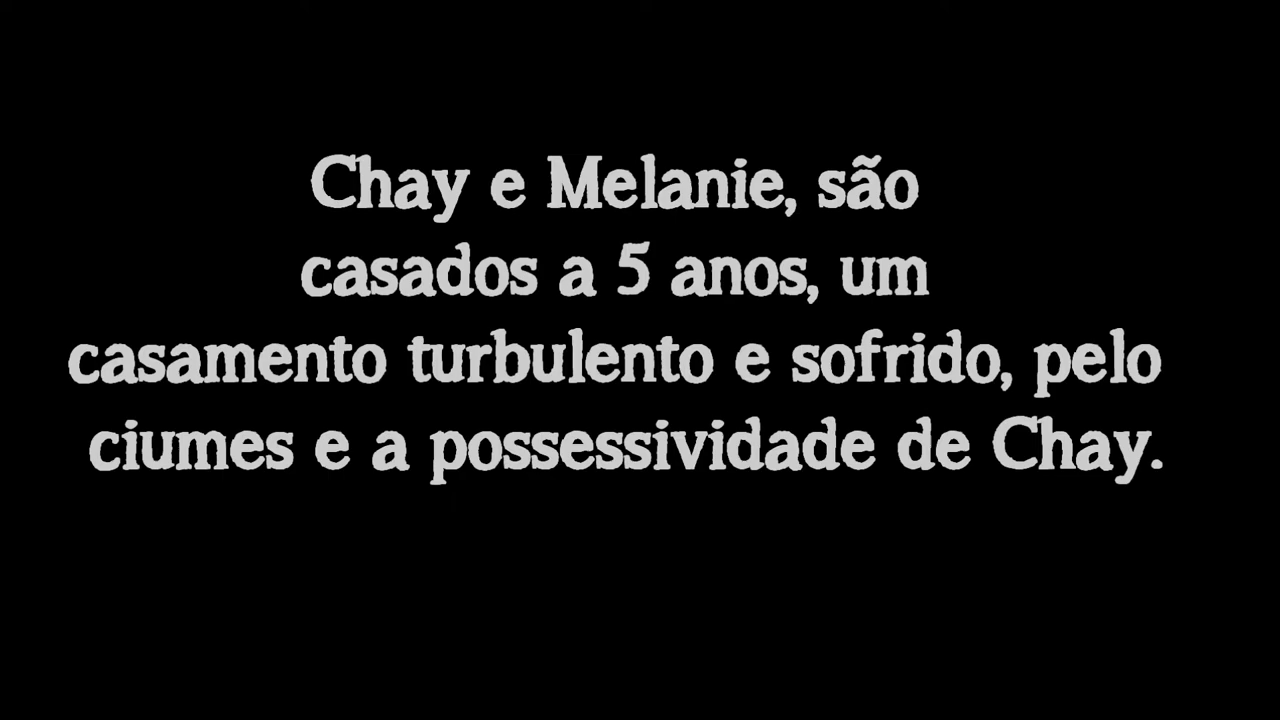 Chay e Melanie, são
casados a 5 anos, um
casamento turbulento e sofrido, pelo
ciumes e a possessividade de Chay.